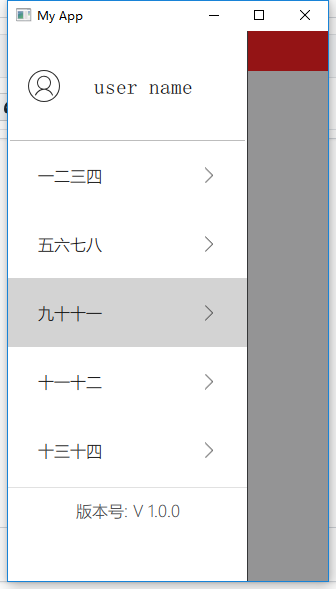 My App
user name
一二三四
五六七八
九十十一
十一十二
十三十四
版本号: V 1.0.0